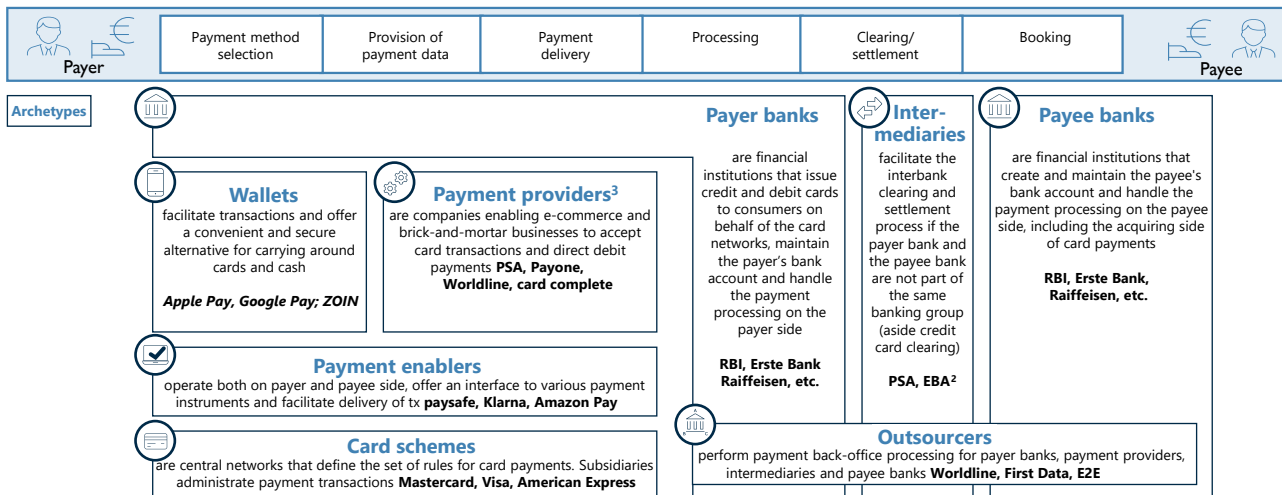 Payer
Payment method
selection
Provision of
payment data
Payment
delivery
Processing
Clearing/
settlement
Booking
Payee
Archetypes
Payer banks
are financial
institutions that issue
credit and debit cards
to consumers on
behalf of the card
networks, maintain
the payer’s bank
account and handle
the payment
processing on the
payer side
RBI, Erste Bank
Raiffeisen, etc.
Inter-
mediaries
facilitate the
interbank
clearing and
settlement
process if the
payer bank and
the payee bank
are not part of
the same
banking group
(aside credit
card clearing)
PSA, EBA²
Payee banks
are financial institutions that
create and maintain the payee's
bank account and handle the
payment processing on the payee
side, including the acquiring side
of card payments
RBI, Erste Bank,
Raiffeisen, etc.
Wallets
facilitate transactions and offer
a convenient and secure
alternative for carrying around
cards and cash
Apple Pay, Google Pay; ZOIN
Payment providers³
are companies enabling e-commerce and
brick-and-mortar businesses to accept
card transactions and direct debit
payments PSA, Payone,
Worldline, card complete
Payment enablers
operate both on payer and payee side, offer an interface to various payment
instruments and facilitate delivery of tx paysafe, Klarna, Amazon Pay
Card schemes
are central networks that define the set of rules for card payments. Subsidiaries
administrate payment transactions Mastercard, Visa, American Express
A
B
C
Outsourcers
perform payment back-office processing for payer banks, payment providers,
intermediaries and payee banks Worldline, First Data, E2E